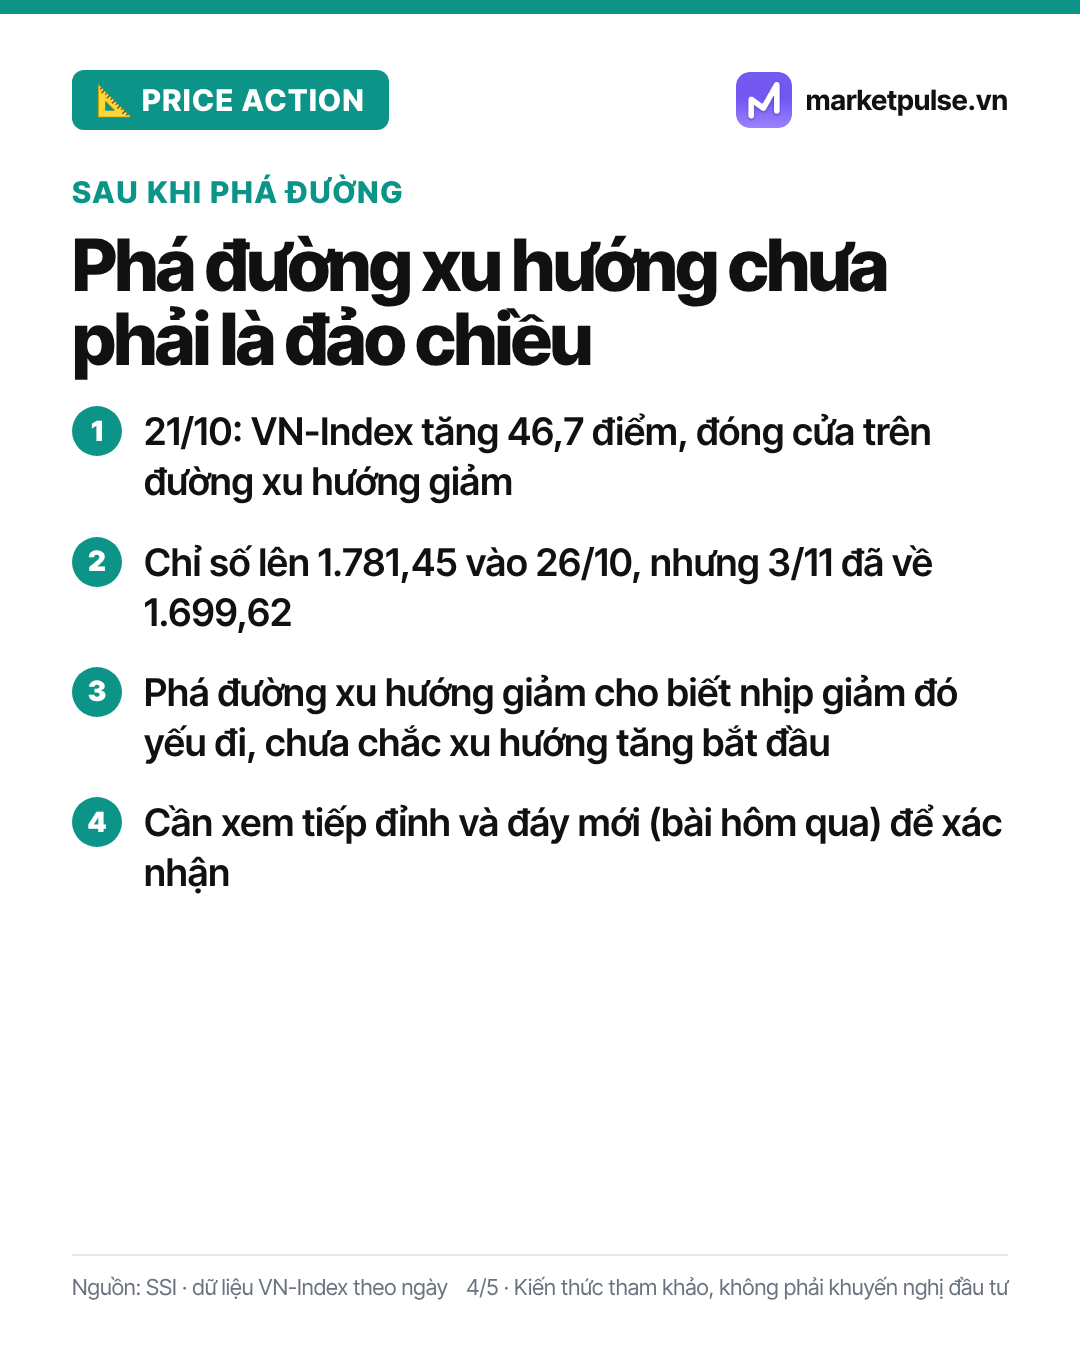 📐 PRICE ACTION
marketpulse.vn
SAU KHI PHÁ ĐƯỜNG
Phá đường xu hướng chưa
phải là đảo chiều
1 21/10: VN-Index tăng 46,7 điểm, đóng cửa trên
đường xu hướng giảm
2 Chỉ số lên 1.781,45 vào 26/10, nhưng 3/11 đã về
1.699,62
3 Phá đường xu hướng giảm cho biết nhịp giảm đó
yếu đi, chưa chắc xu hướng tăng bắt đầu
4 Cần xem tiếp đỉnh và đáy mới (bài hôm qua) để xác
nhận
Nguồn: SSI · dữ liệu VN-Index theo ngày
4/5 · Kiến thức tham khảo, không phải khuyến nghị đầu tư